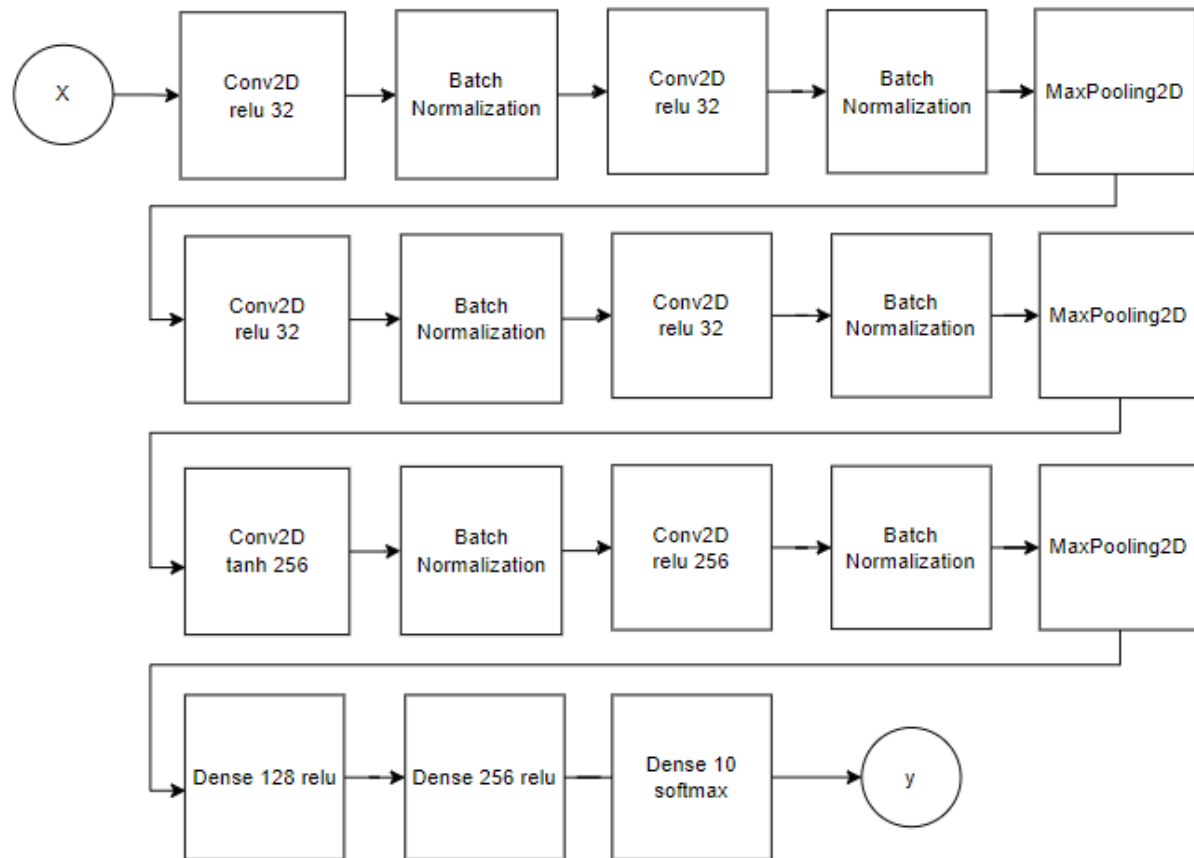 X
Conv2D
relu 32
Batch
Normalization
Conv2D
relu 32
Batch
Normalization
MaxPooling2D
Conv2D
relu 32
Batch
Normalization
Conv2D
relu 32
Batch
Normalization
MaxPooling2D
Conv2D
tanh 256
Batch
Normalization
Conv2D
relu 256
Batch
Normalization
MaxPooling2D
Dense 128 relu
Dense 256 relu
Dense 10
softmax
y